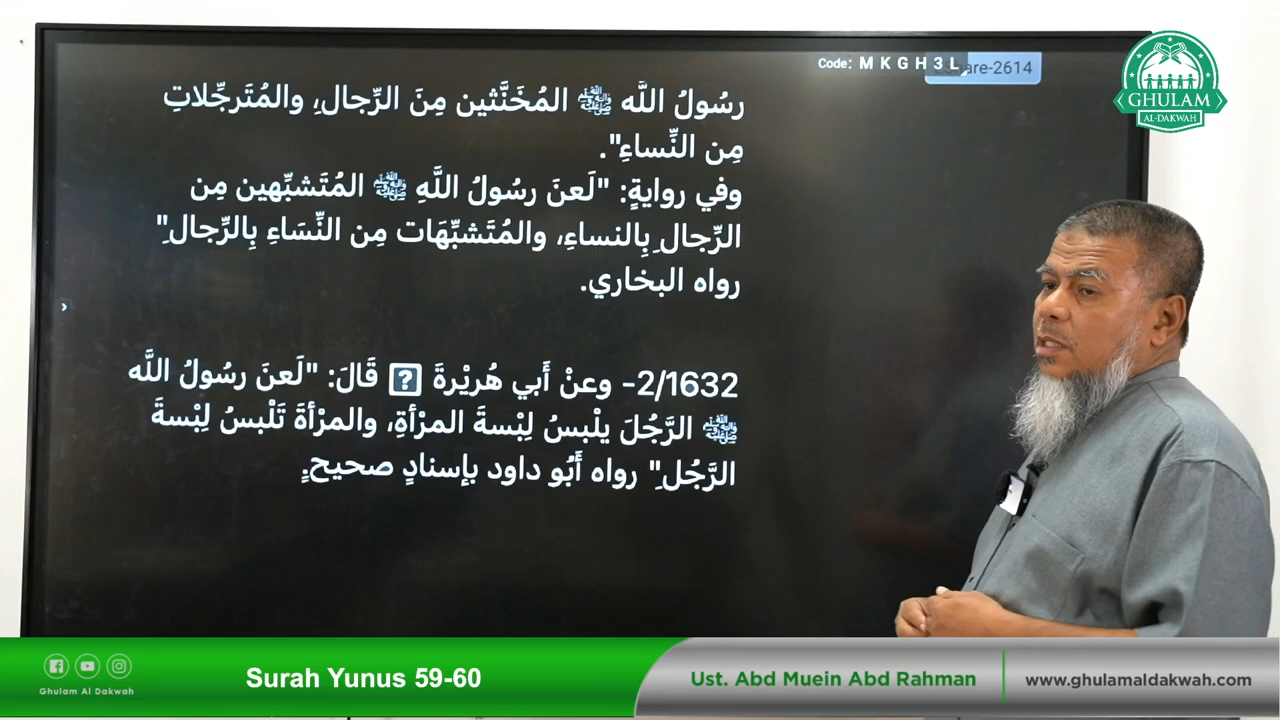 Code: M K G H 3 L
are-2614
GHULAM
AL-DAKWAH
رسُولُ اللَّه ﷺ المُخَنَّثين مِنَ الرِّجالِ، والمُتَرجِّلاتِ
مِن النِّساءِ".
وفي روايةٍ: "لَعنَ رسُولُ اللَّهِ ﷺ المُتَشبِّهين مِن
الرِّجالِ بِالنساءِ، والمُتَشبِّهَات مِن النِّسَاءِ بِالرِّجالِ"
رواه البخاري.
2/1632- وعنْ أَبي هُريْرةَ ? قَالَ: "لَعنَ رسُولُ اللَّه
ﷺ الرَّجُلَ يلْبسُ لِبْسةَ المرْأةِ، والمرْأةَ تَلْبسُ لِبْسةَ
الرَّجُلِ" رواه أَبُو داود بإسنادٍ صحيحٍ.
Ghulam Al Dakwah
Surah Yunus 59-60
Ust. Abd Muein Abd Rahman
www.ghulamaldakwah.com